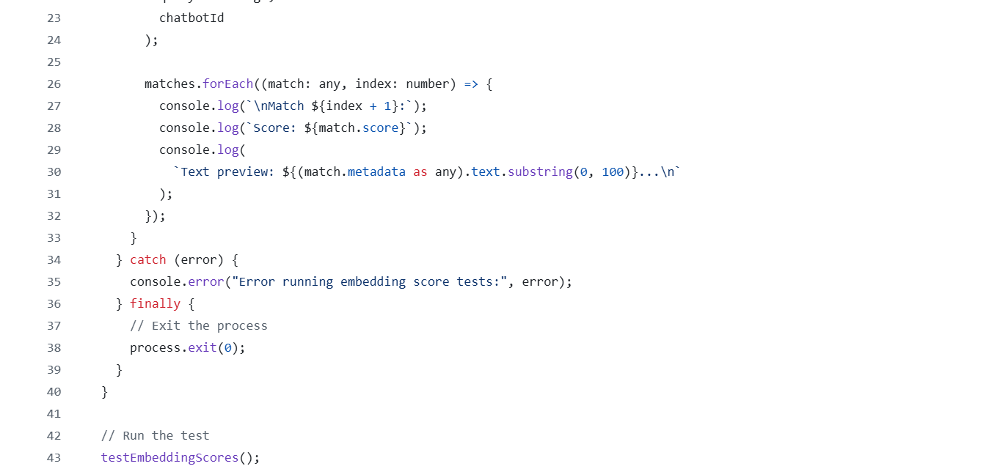 23 chatbotId
24 );
25
26 matches.forEach((match: any, index: number) => {
27 console.log(`\nMatch ${index + 1}:`);
28 console.log(`Score: ${match.score}`);
29 console.log(
30 `Text preview: ${(match.metadata as any).text.substring(0, 100)}...\n`
31 );
32 });
33 }
34 } catch (error) {
35 console.error("Error running embedding score tests:", error);
36 } finally {
37 // Exit the process
38 process.exit(0);
39 }
40 }
41
42 // Run the test
43 testEmbeddingScores();